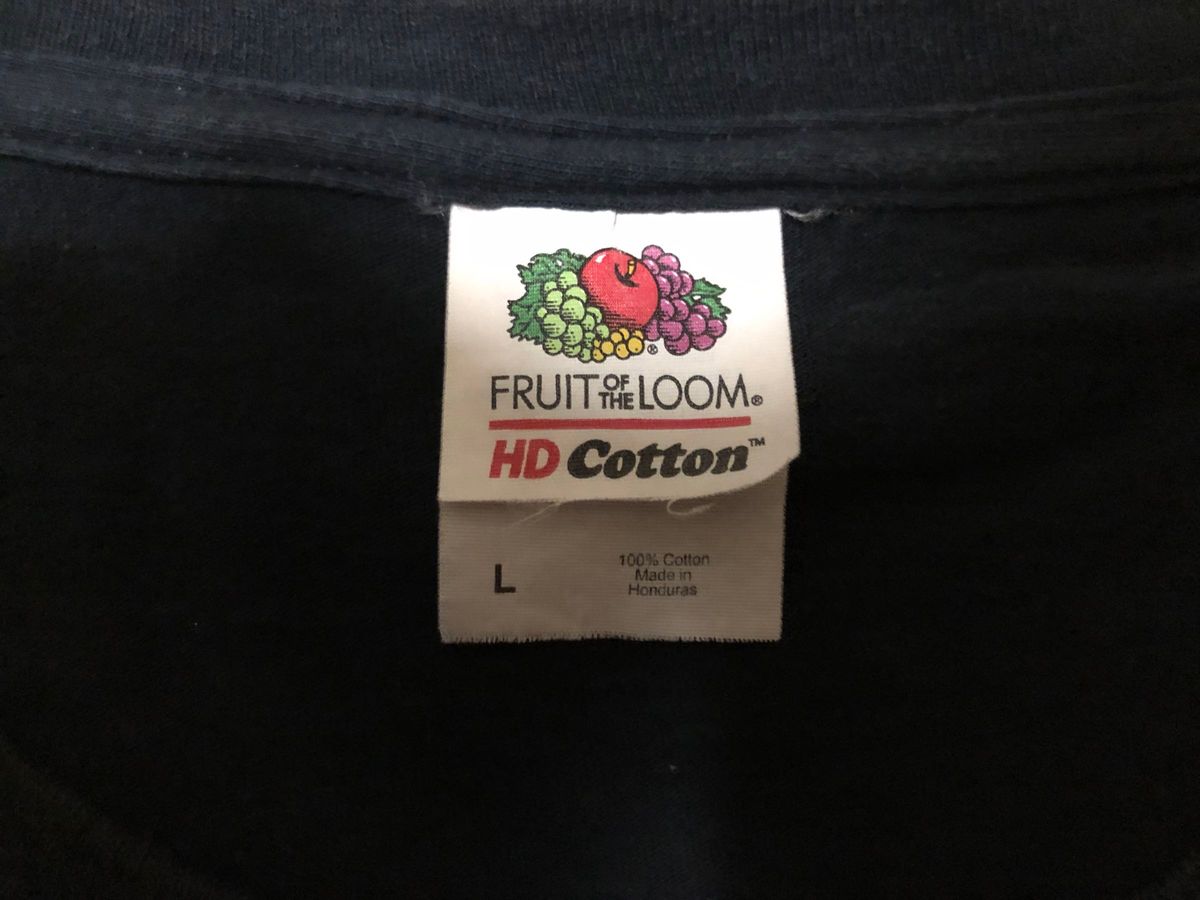 ®
FRUIT OF THE LOOM®
HD Cotton™
L
100% Cotton
Made in
Honduras